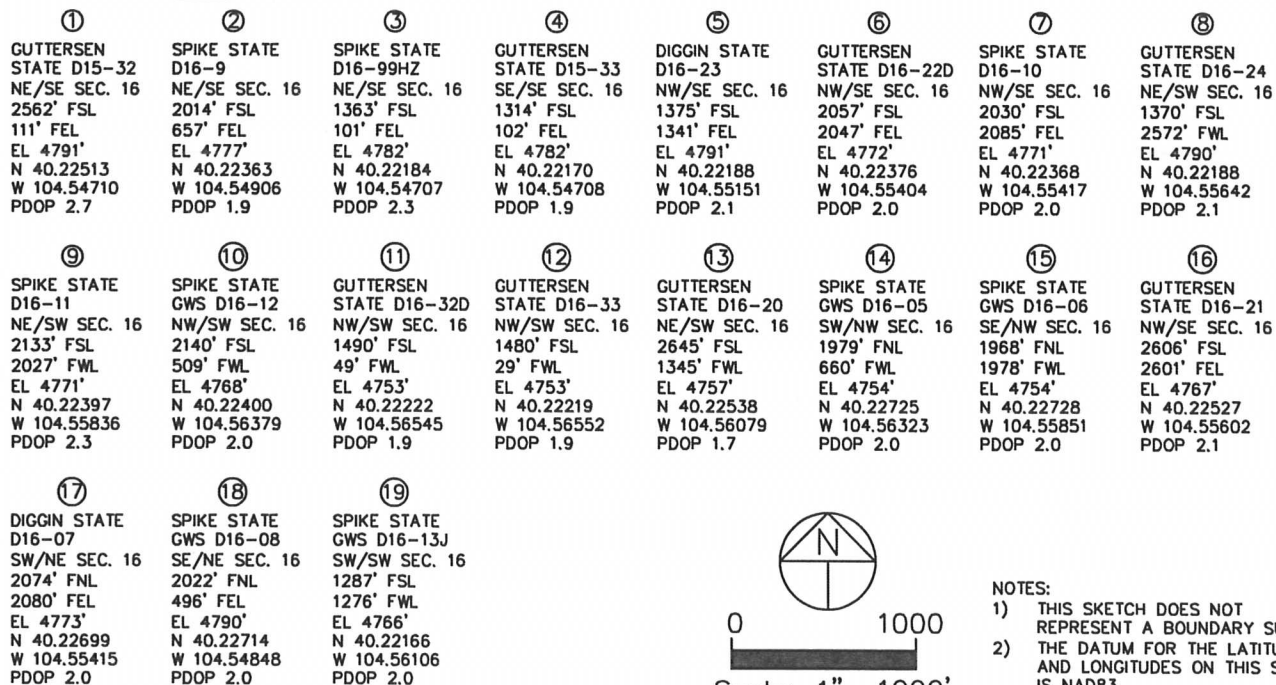 ①
GUTTERSEN
STATE D15-32
NE/SE SEC. 16
2562' FSL
111' FEL
EL 4791'
N 40.22513
W 104.54710
PDOP 2.7
②
SPIKE STATE
D16-9
NE/SE SEC. 16
2014' FSL
657' FEL
EL 4777'
N 40.22363
W 104.54906
PDOP 1.9
③
SPIKE STATE
D16-99HZ
NE/SE SEC. 16
1363' FSL
101' FEL
EL 4782'
N 40.22184
W 104.54707
PDOP 2.3
④
GUTTERSEN
STATE D15-33
SE/SE SEC. 16
1314' FSL
102' FEL
EL 4782'
N 40.22170
W 104.54708
PDOP 1.9
⑤
DIGGIN STATE
D16-23
NW/SE SEC. 16
1375' FSL
1341' FEL
EL 4791'
N 40.22188
W 104.55151
PDOP 2.1
⑥
GUTTERSEN
STATE D16-22D
NW/SE SEC. 16
2057' FSL
2047' FEL
EL 4772'
N 40.22376
W 104.55404
PDOP 2.0
⑦
SPIKE STATE
D16-10
NW/SE SEC. 16
2030' FSL
2085' FEL
EL 4771'
N 40.22368
W 104.55417
PDOP 2.0
⑧
GUTTERSEN
STATE D16-24
NE/SW SEC. 16
1370' FSL
2572' FWL
EL 4790'
N 40.22188
W 104.55642
PDOP 2.1
⑨
SPIKE STATE
D16-11
NE/SW SEC. 16
2133' FSL
2027' FWL
EL 4771'
N 40.22397
W 104.55836
PDOP 2.3
⑩
SPIKE STATE
GWS D16-12
NW/SW SEC. 16
2140' FSL
509' FWL
EL 4768'
N 40.22400
W 104.56379
PDOP 2.0
⑪
GUTTERSEN
STATE D16-32D
NW/SW SEC. 16
1490' FSL
49' FWL
EL 4753'
N 40.22222
W 104.56545
PDOP 1.9
⑫
GUTTERSEN
STATE D16-33
NW/SW SEC. 16
1480' FSL
29' FWL
EL 4753'
N 40.22219
W 104.56552
PDOP 1.9
⑬
GUTTERSEN
STATE D16-20
NE/SW SEC. 16
2645' FSL
1345' FWL
EL 4757'
N 40.22538
W 104.56079
PDOP 1.7
⑭
SPIKE STATE
GWS D16-05
SW/NW SEC. 16
1979' FNL
660' FWL
EL 4754'
N 40.22725
W 104.56323
PDOP 2.0
⑮
SPIKE STATE
GWS D16-06
SE/NW SEC. 16
1968' FNL
1978' FWL
EL 4754'
N 40.22728
W 104.55851
PDOP 2.0
⑯
GUTTERSEN
STATE D16-21
NW/SE SEC. 16
2606' FSL
2601' FEL
EL 4767'
N 40.22527
W 104.55602
PDOP 2.1
⑰
DIGGIN STATE
D16-07
SW/NE SEC. 16
2074' FNL
2080' FEL
EL 4773'
N 40.22699
W 104.55415
PDOP 2.0
⑱
SPIKE STATE
GWS D16-08
SE/NE SEC. 16
2022' FNL
496' FEL
EL 4790'
N 40.22714
W 104.54848
PDOP 2.0
⑲
SPIKE STATE
GWS D16-13J
SW/SW SEC. 16
1287' FSL
1276' FWL
EL 4766'
N 40.22166
W 104.56106
PDOP 2.0
N
0 1000
NOTES:
1) THIS SKETCH DOES NOT
REPRESENT A BOUNDARY
2) THE DATUM FOR THE
AND LONGITUDES ON THIS
IS NAD83